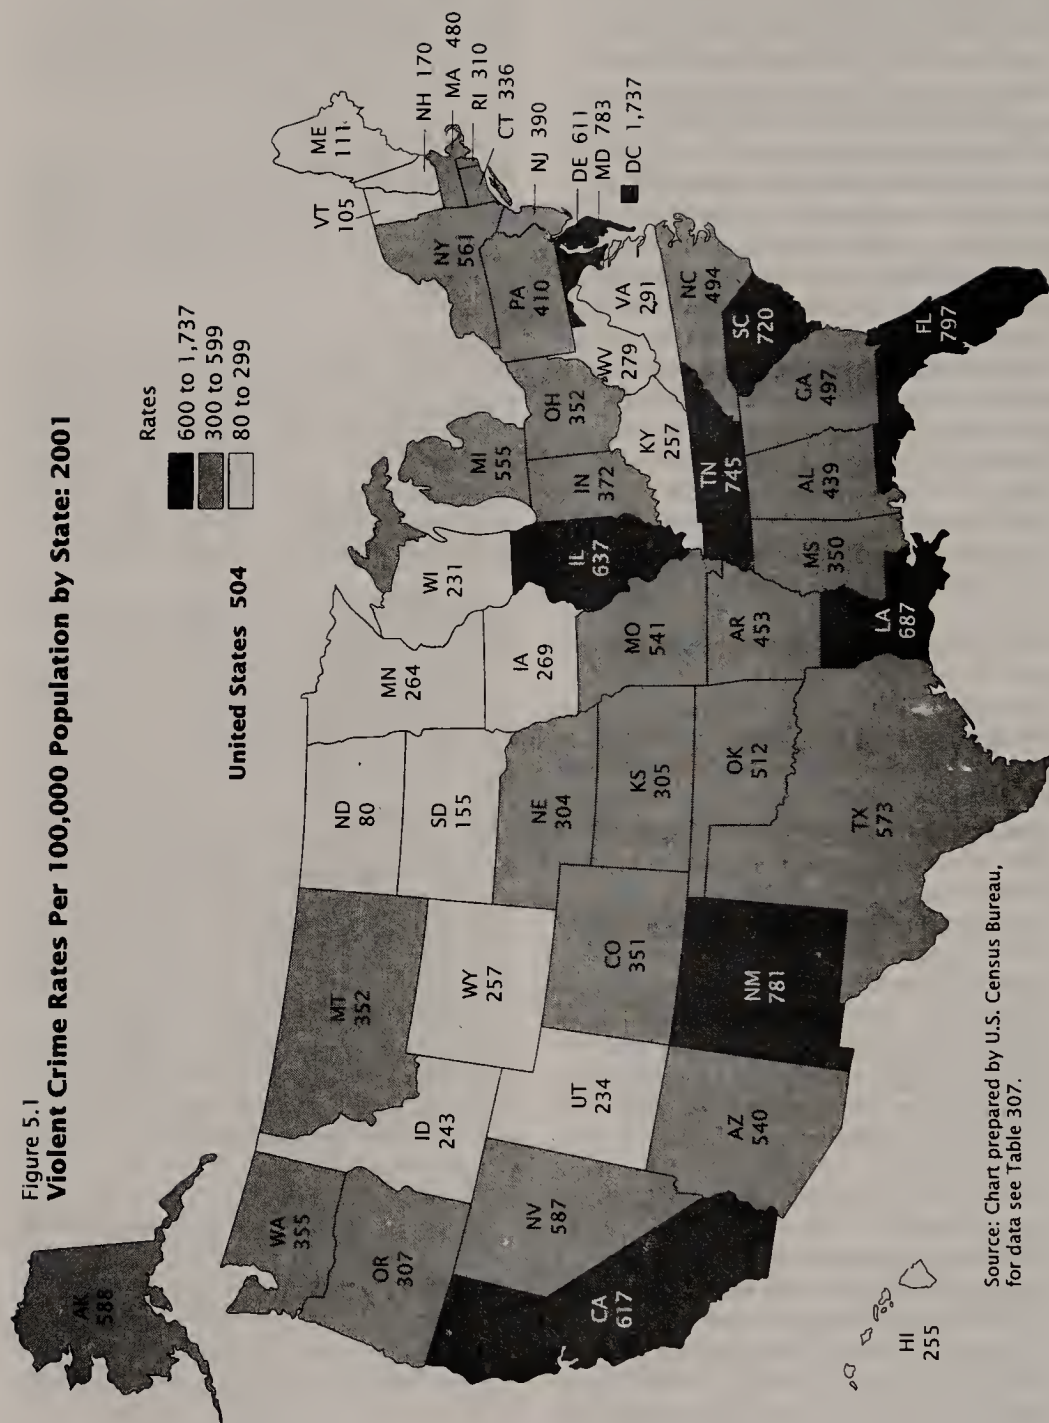 Figure 5.1
Violent Crime Rates Per 100,000 Population by State: 2001
United States 504
Rates
600 to 1,737
300 to 599
80 to 299
AK
588
WA
355
OR
307
CA
617
NV
587
ID
243
MT
352
WY
257
UT
234
AZ
540
CO
351
NM
781
ND
80
SD
155
NE
304
KS
305
OK
512
TX
573
MN
264
IA
269
MO
541
AR
453
LA
687
WI
231
IL
637
MI
555
IN
372
OH
352
KY
257
TN
745
MS
350
AL
439
GA
497
FL
797
SC
720
NC
494
VA
291
WV
279
PA
410
NY
561
VT
105
ME
111
NH 170
MA 480
RI 310
CT 336
NJ 390
DE 611
MD 783
DC 1,737
HI
255
Source: Chart prepared by U.S. Census Bureau,
for data see Table 307.